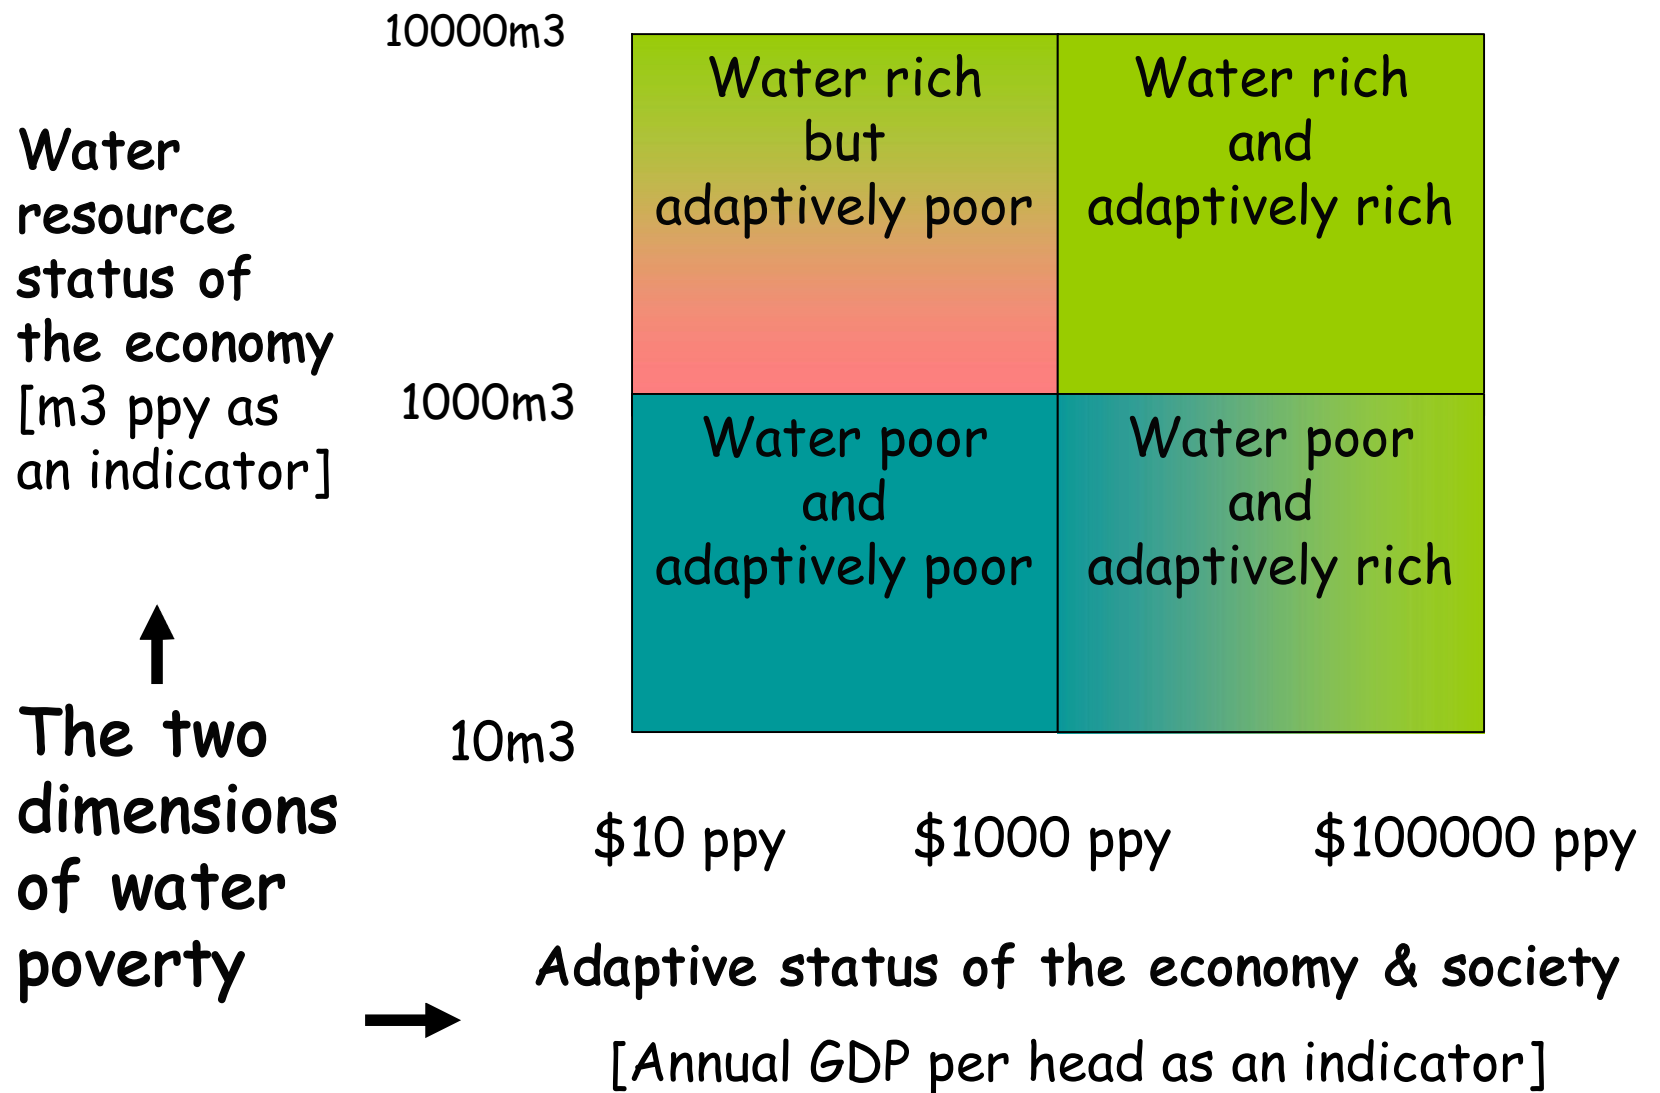 10000m3
Water
resource
status of
the economy
[m3 ppy as
an indicator]
1000m3
10m3
Water rich
but
adaptively poor
Water rich
and
adaptively rich
Water poor
and
adaptively poor
Water poor
and
adaptively rich
The two
dimensions
of water
poverty
$10 ppy
$1000 ppy
$100000 ppy
Adaptive status of the economy & society
[Annual GDP per head as an indicator]